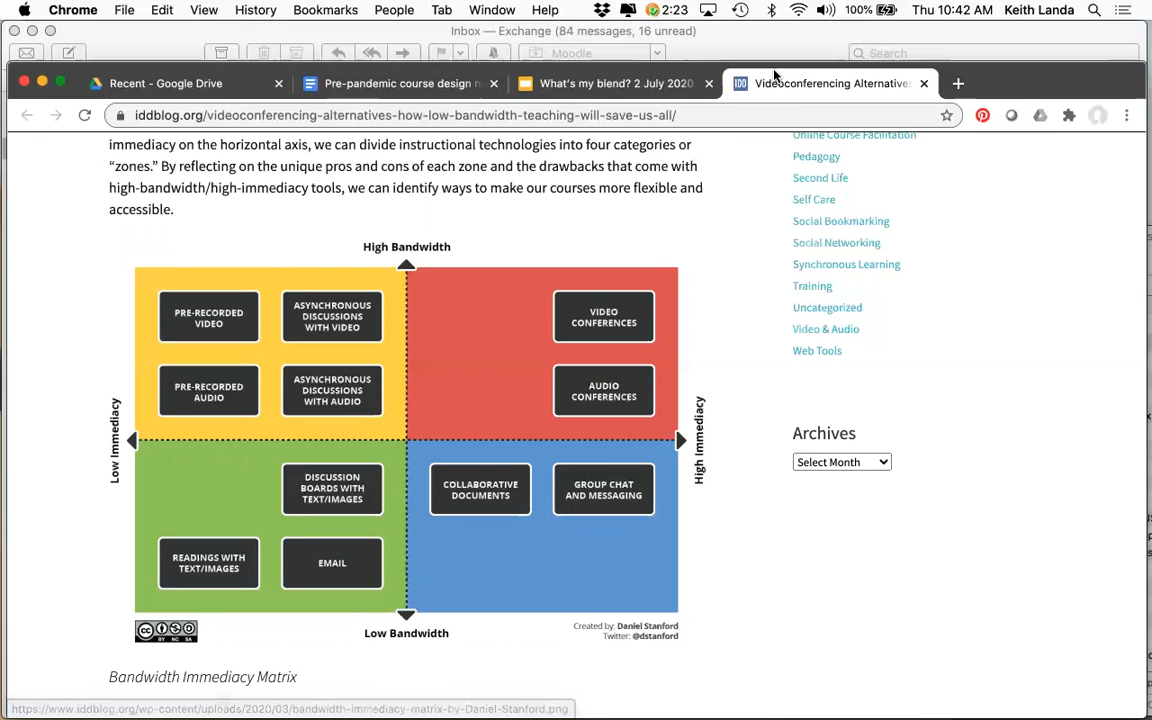 Chrome File Edit View History Bookmarks People Tab Window Help 2:23 100% Thu 10:42 AM Keith Landa
Inbox — Exchange (84 messages, 16 unread)
Moodle
Search
Recent - Google Drive
Pre-pandemic course design
What's my blend? 2 July 2020
Videoconferencing Alternatives
iddblog.org/videoconferencing-alternatives-how-low-bandwidth-teaching-will-save-us-all/
immediacy on the horizontal axis, we can divide instructional technologies into four categories or
“zones.” By reflecting on the unique pros and cons of each zone and the drawbacks that come with
high-bandwidth/high-immediacy tools, we can identify ways to make our courses more flexible and
accessible.
High Bandwidth
PRE-RECORDED
VIDEO
ASYNCHRONOUS
DISCUSSIONS
WITH VIDEO
VIDEO
CONFERENCES
PRE-RECORDED
AUDIO
ASYNCHRONOUS
DISCUSSIONS
WITH AUDIO
AUDIO
CONFERENCES
Low Immediacy
High Immediacy
DISCUSSION
BOARDS WITH
TEXT/IMAGES
COLLABORATIVE
DOCUMENTS
GROUP CHAT
AND MESSAGING
READINGS WITH
TEXT/IMAGES
EMAIL
Low Bandwidth
cc BY NC SA
Created by: Daniel Stanford
Twitter: @dstanford
Bandwidth Immediacy Matrix
Online Course Facilitation
Pedagogy
Second Life
Self Care
Social Bookmarking
Social Networking
Synchronous Learning
Training
Uncategorized
Video & Audio
Web Tools
Archives
Select Month
https://www.iddblog.org/wp-content/uploads/2020/03/bandwidth-immediacy-matrix-by-Daniel-Stanford.png